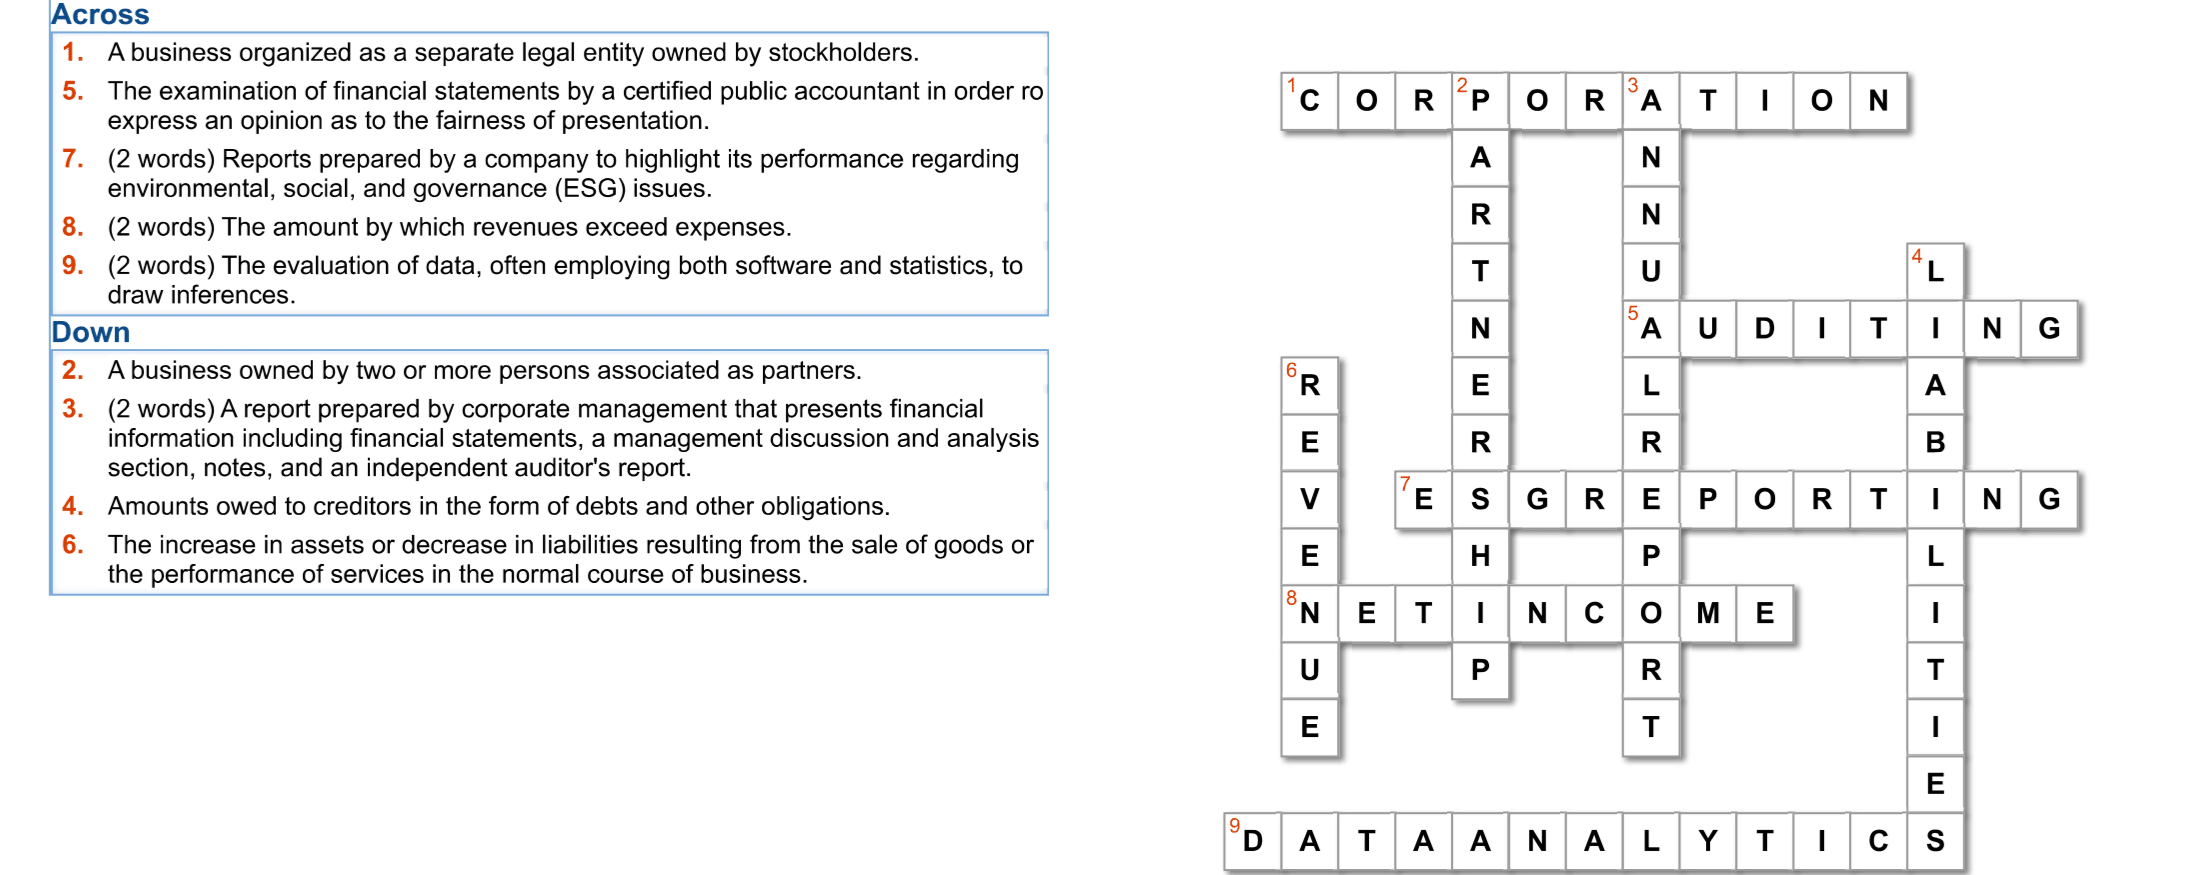 Across
1. A business organized as a separate legal entity owned by stockholders.
5. The examination of financial statements by a certified public accountant in order ro
express an opinion as to the fairness of presentation.
7. (2 words) Reports prepared by a company to highlight its performance regarding
environmental, social, and governance (ESG) issues.
8. (2 words) The amount by which revenues exceed expenses.
9. (2 words) The evaluation of data, often employing both software and statistics, to
draw inferences.
Down
2. A business owned by two or more persons associated as partners.
3. (2 words) A report prepared by corporate management that presents financial
information including financial statements, a management discussion and analysis
section, notes, and an independent auditor's report.
4. Amounts owed to creditors in the form of debts and other obligations.
6. The increase in assets or decrease in liabilities resulting from the sale of goods or
the performance of services in the normal course of business.
1 C O R 2 P O R 3 A T I O N
A N
R N
T U 4 L
N 5 A U D I T I N G
6 R E L A
E R R B
V 7 E S G R E P O R T I N G
E H P L
8 N E T I N C O M E I
U P R T
E T I
E
9 D A T A A N A L Y T I C S